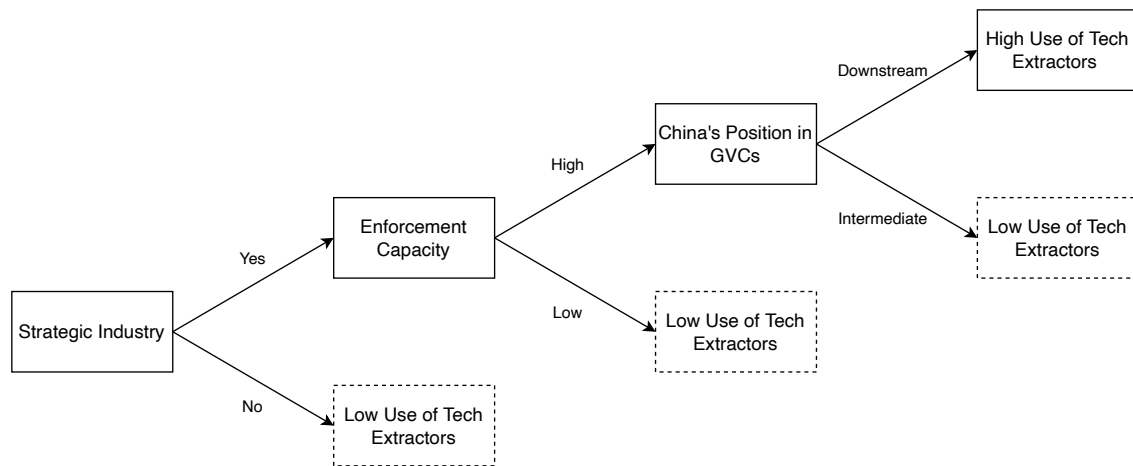 High Use of Tech
Extractors
Downstream
China's Position in
GVCs
High
Intermediate
Low Use of Tech
Extractors
Enforcement
Capacity
Yes
Low
Low Use of Tech
Extractors
Strategic Industry
No
Low Use of Tech
Extractors